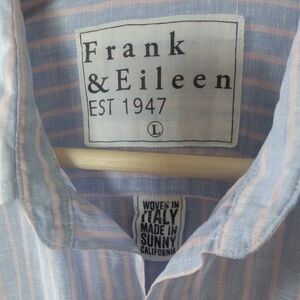 Frank
& Eileen
EST 1947
L
WOVEN IN
ITALY
MADE IN
SUNNY
CALIFORNIA